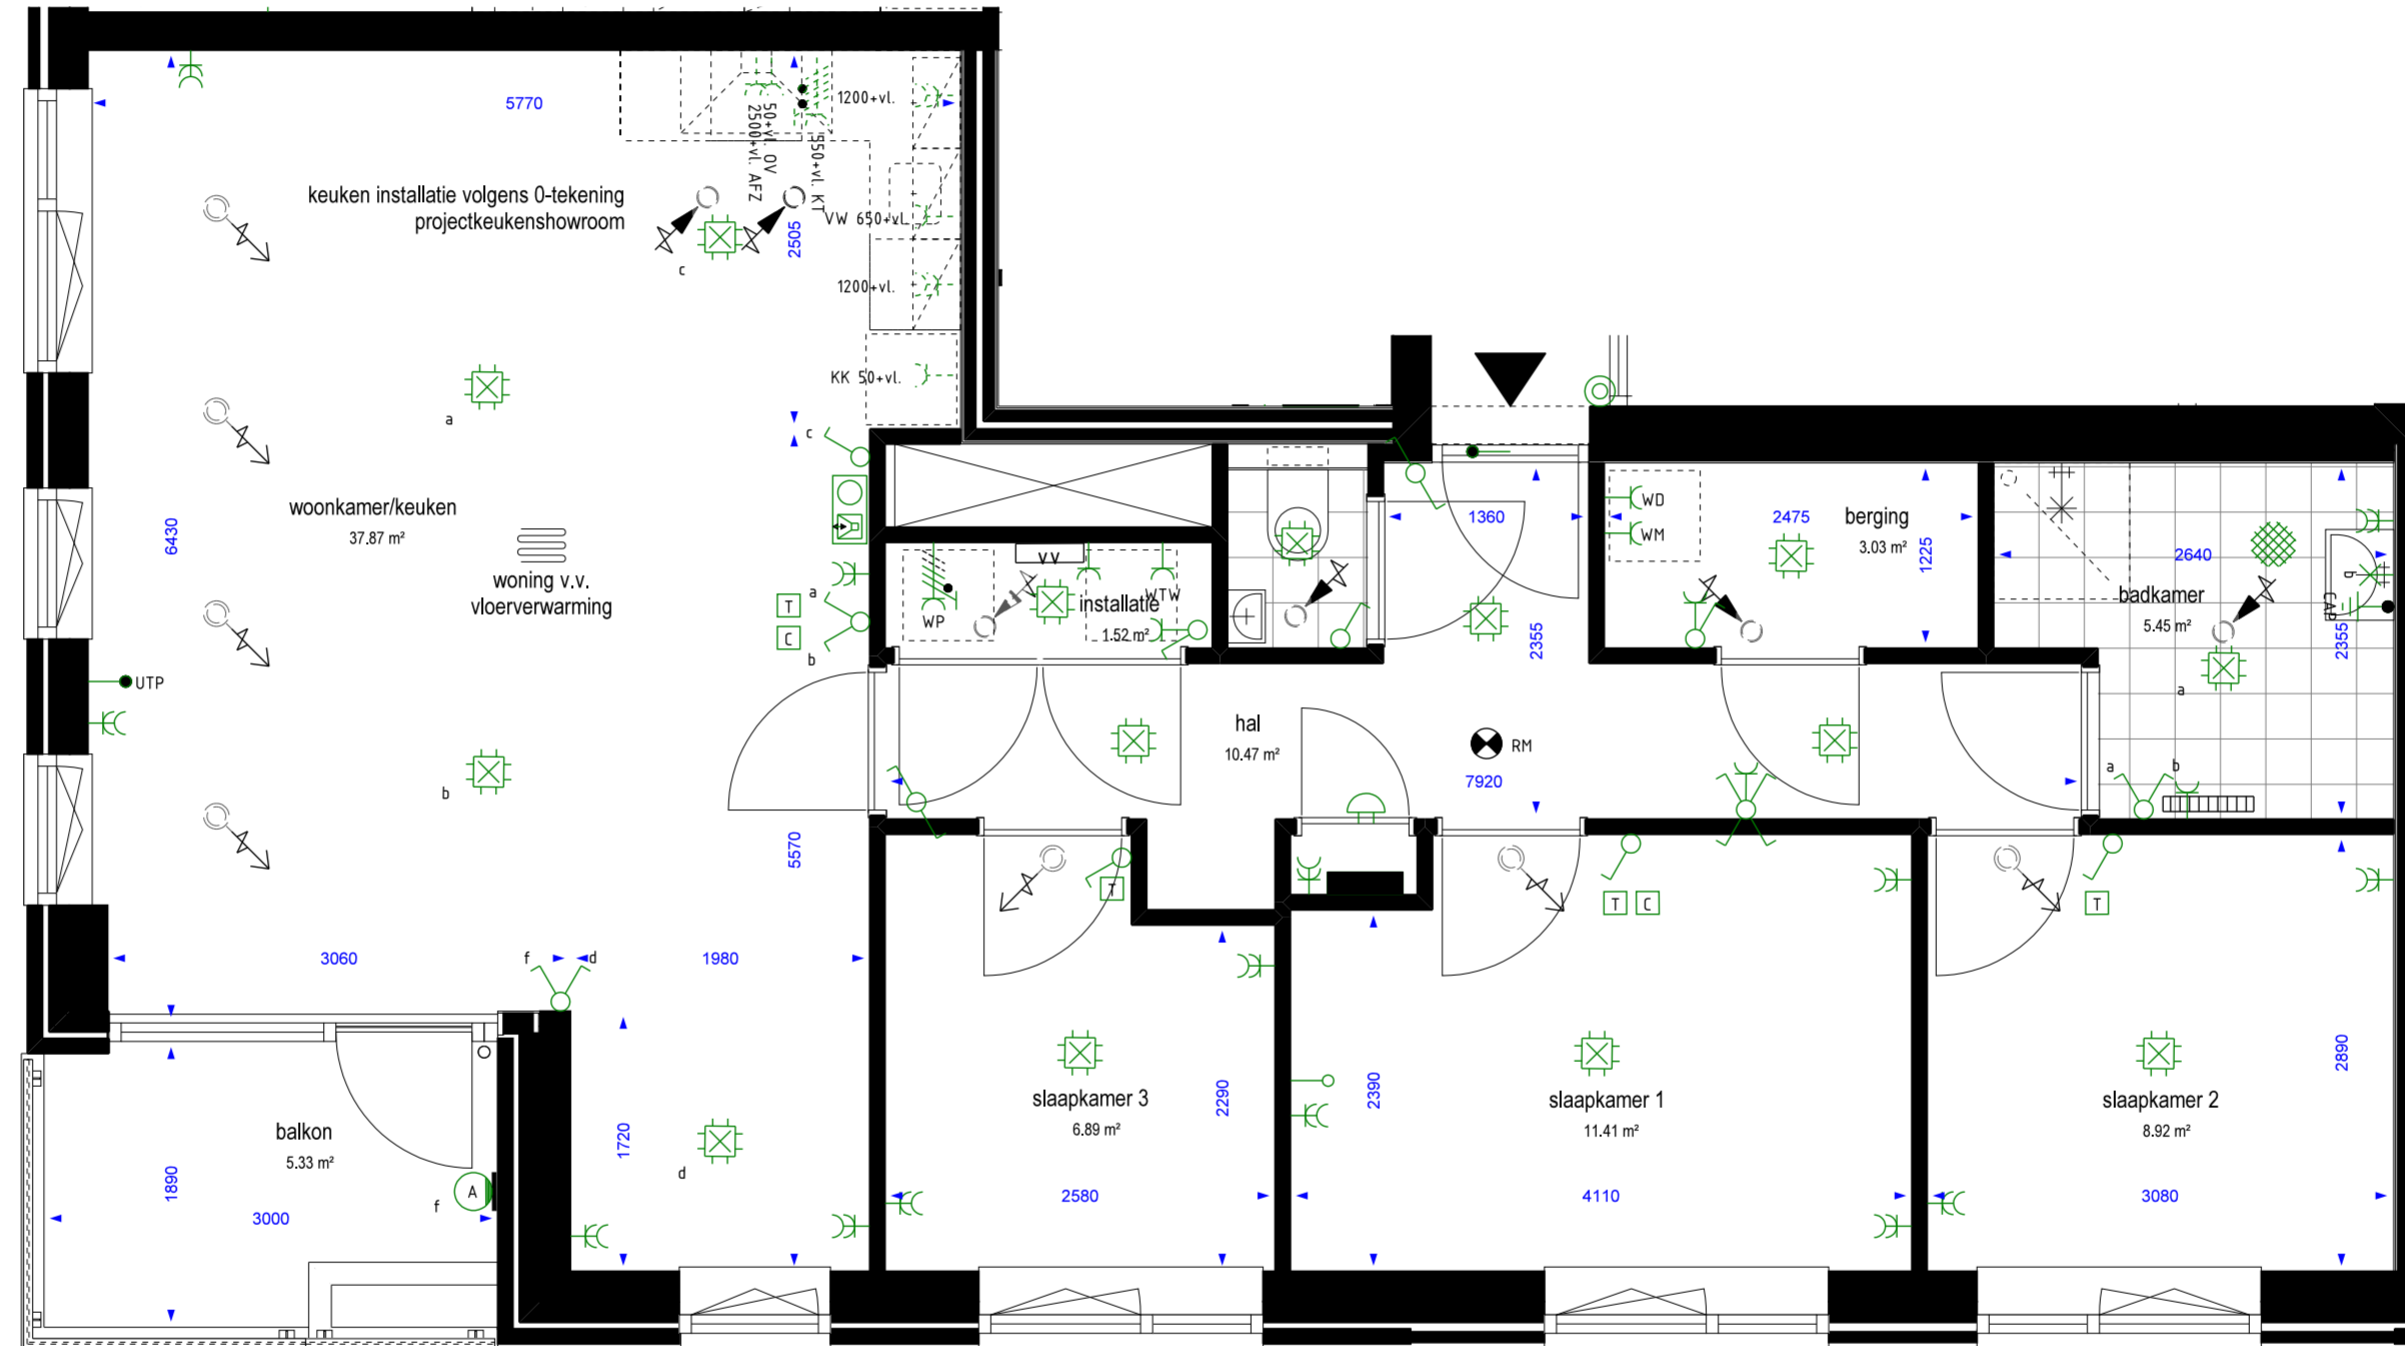 5770
1200+vl.
50+vl. OV
2500+vl. AFZ
550+vl. KT
keuken installatie volgens 0-tekening
projectkeukenshowroom
VW 650+vl.
2505
c
1200+vl.
KK 50+vl.
a
c
woonkamer/keuken
37.87 m²
6430
woning v.v.
vloerverwarming
T
C
a
b
VV
WP
WTW
installatie
1.52 m²
1360
WD
WM
2475
berging
3.03 m²
1225
2640
badkamer
5.45 m²
b
CAP
2355
2355
a
UTP
b
hal
10.47 m²
RM
7920
a
b
5570
T
T
C
T
3060
f
d
1980
balkon
5.33 m²
1890
3000
f
A
1720
d
slaapkamer 3
6.89 m²
2290
2580
2390
slaapkamer 1
11.41 m²
4110
slaapkamer 2
8.92 m²
2890
3080